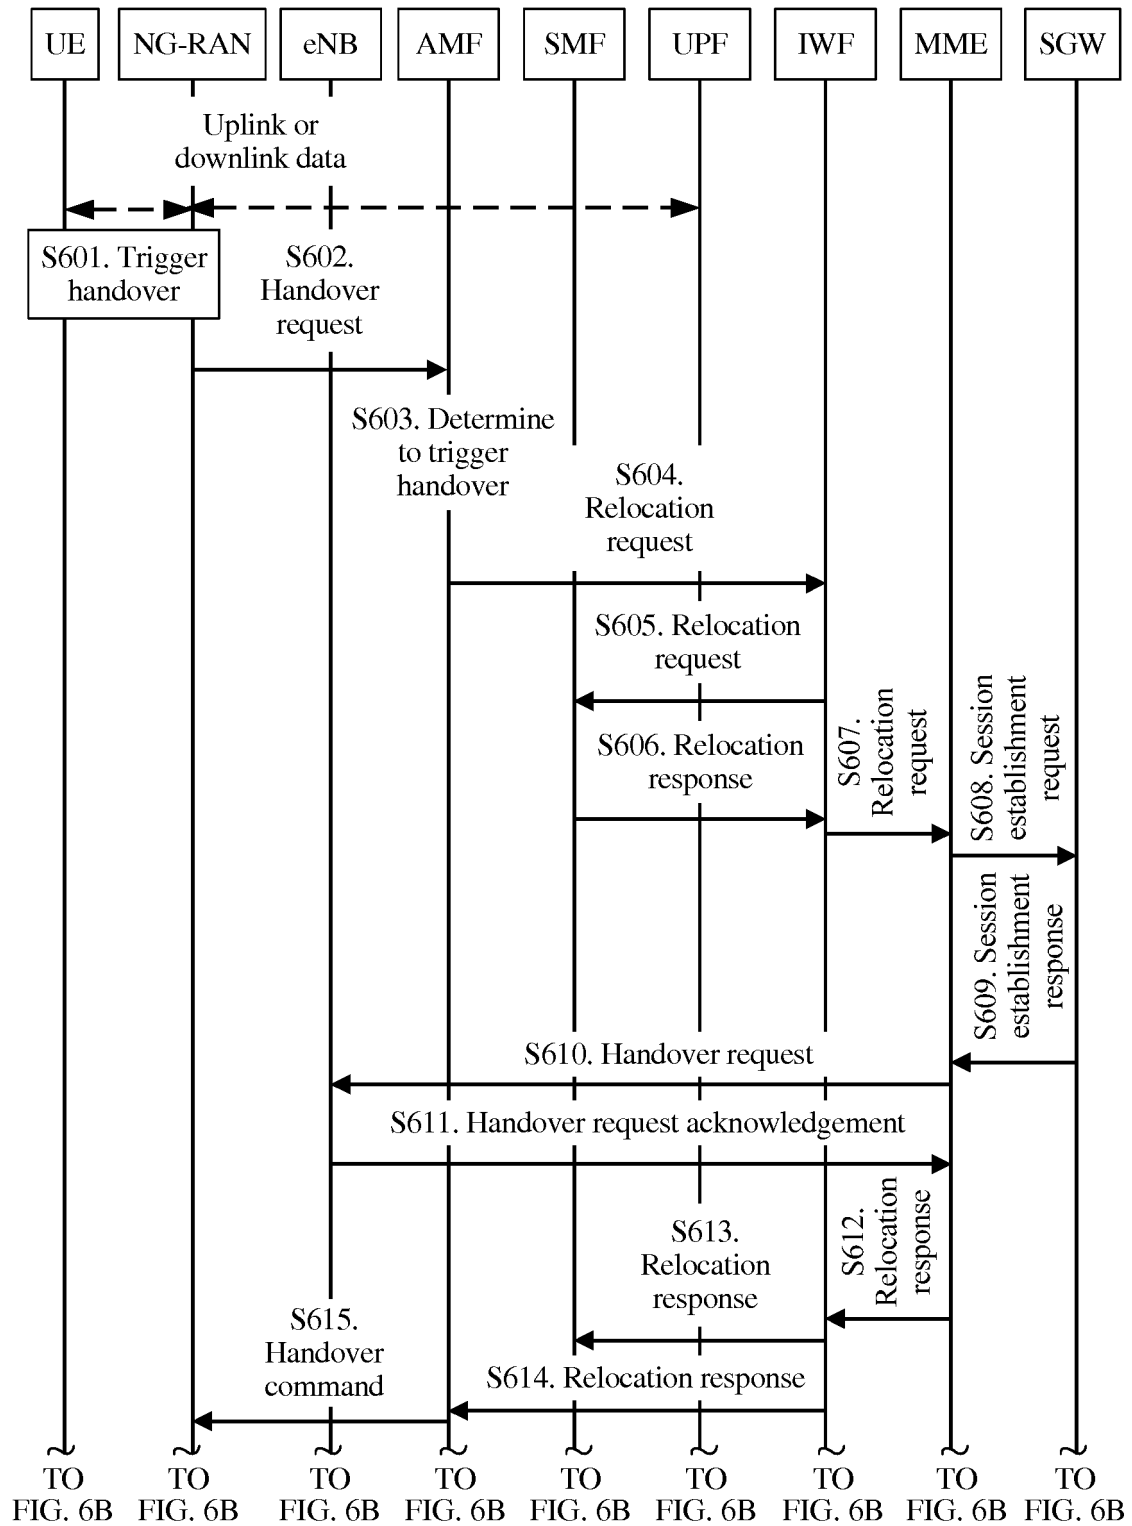 UE
NG-RAN
eNB
AMF
SMF
UPF
IWF
MME
SGW
Uplink or
downlink data
S601. Trigger
handover
S602.
Handover
request
S603. Determine
to trigger
handover
S604.
Relocation
request
S605. Relocation
request
S606. Relocation
response
S607.
Relocation
request
S608. Session
establishment
request
S609. Session
establishment
response
S610. Handover request
S611. Handover request acknowledgement
S612.
Relocation
response
S613.
Relocation
response
S614. Relocation response
S615.
Handover
command
TO
FIG. 6B
TO
FIG. 6B
TO
FIG. 6B
TO
FIG. 6B
TO
FIG. 6B
TO
FIG. 6B
TO
FIG. 6B
TO
FIG. 6B
TO
FIG. 6B